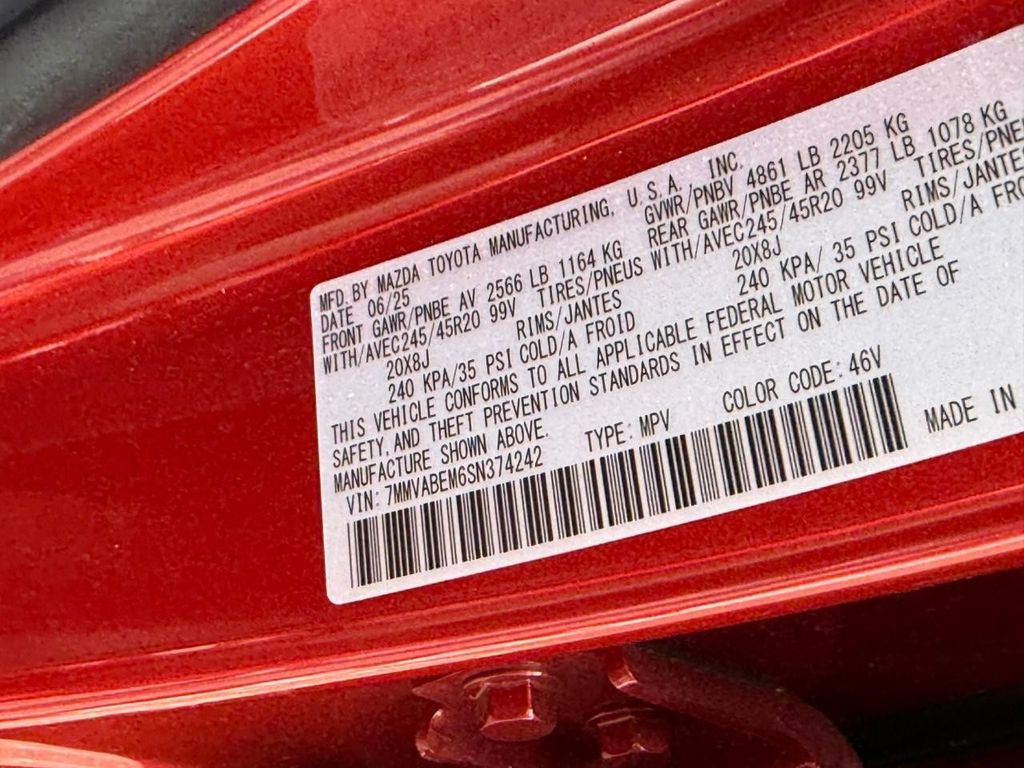 MFD. BY MAZDA TOYOTA MANUFACTURING, U.S.A. INC.
DATE 06/25 GVWR/PNBV 4861 LB 2205 KG
FRONT GAWR/PNBE AV 2566 LB 1164 KG REAR GAWR/PNBE AR 2377 LB 1078 KG
WITH/AVEC245/45R20 99V TIRES/PNEUS WITH/AVEC245/45R20 99V TIRES/PNE
20X8J RIMS/JANTES 20X8J RIMS/JANTES
240 KPA/35 PSI COLD/A FROID 240 KPA/ 35 PSI COLD/A FRO
THIS VEHICLE CONFORMS TO ALL APPLICABLE FEDERAL MOTOR VEHICLE
SAFETY, AND THEFT PREVENTION STANDARDS IN EFFECT ON THE DATE OF
MANUFACTURE SHOWN ABOVE.
VIN: 7MMVABEM6SN374242 TYPE: MPV COLOR CODE: 46V
MADE IN